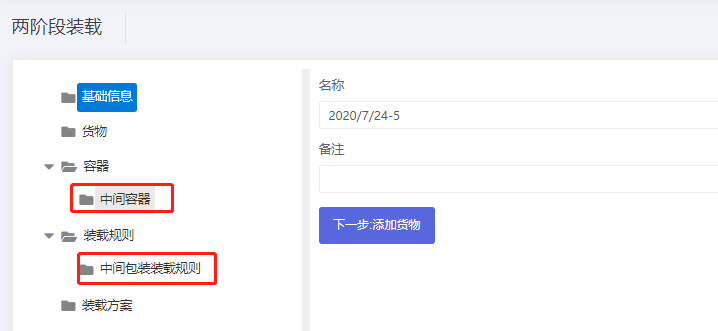 两阶段装载
基础信息
货物
容器
中间容器
装载规则
中间包装装载规则
装载方案
名称
2020/7/24-5
备注
下一步:添加货物